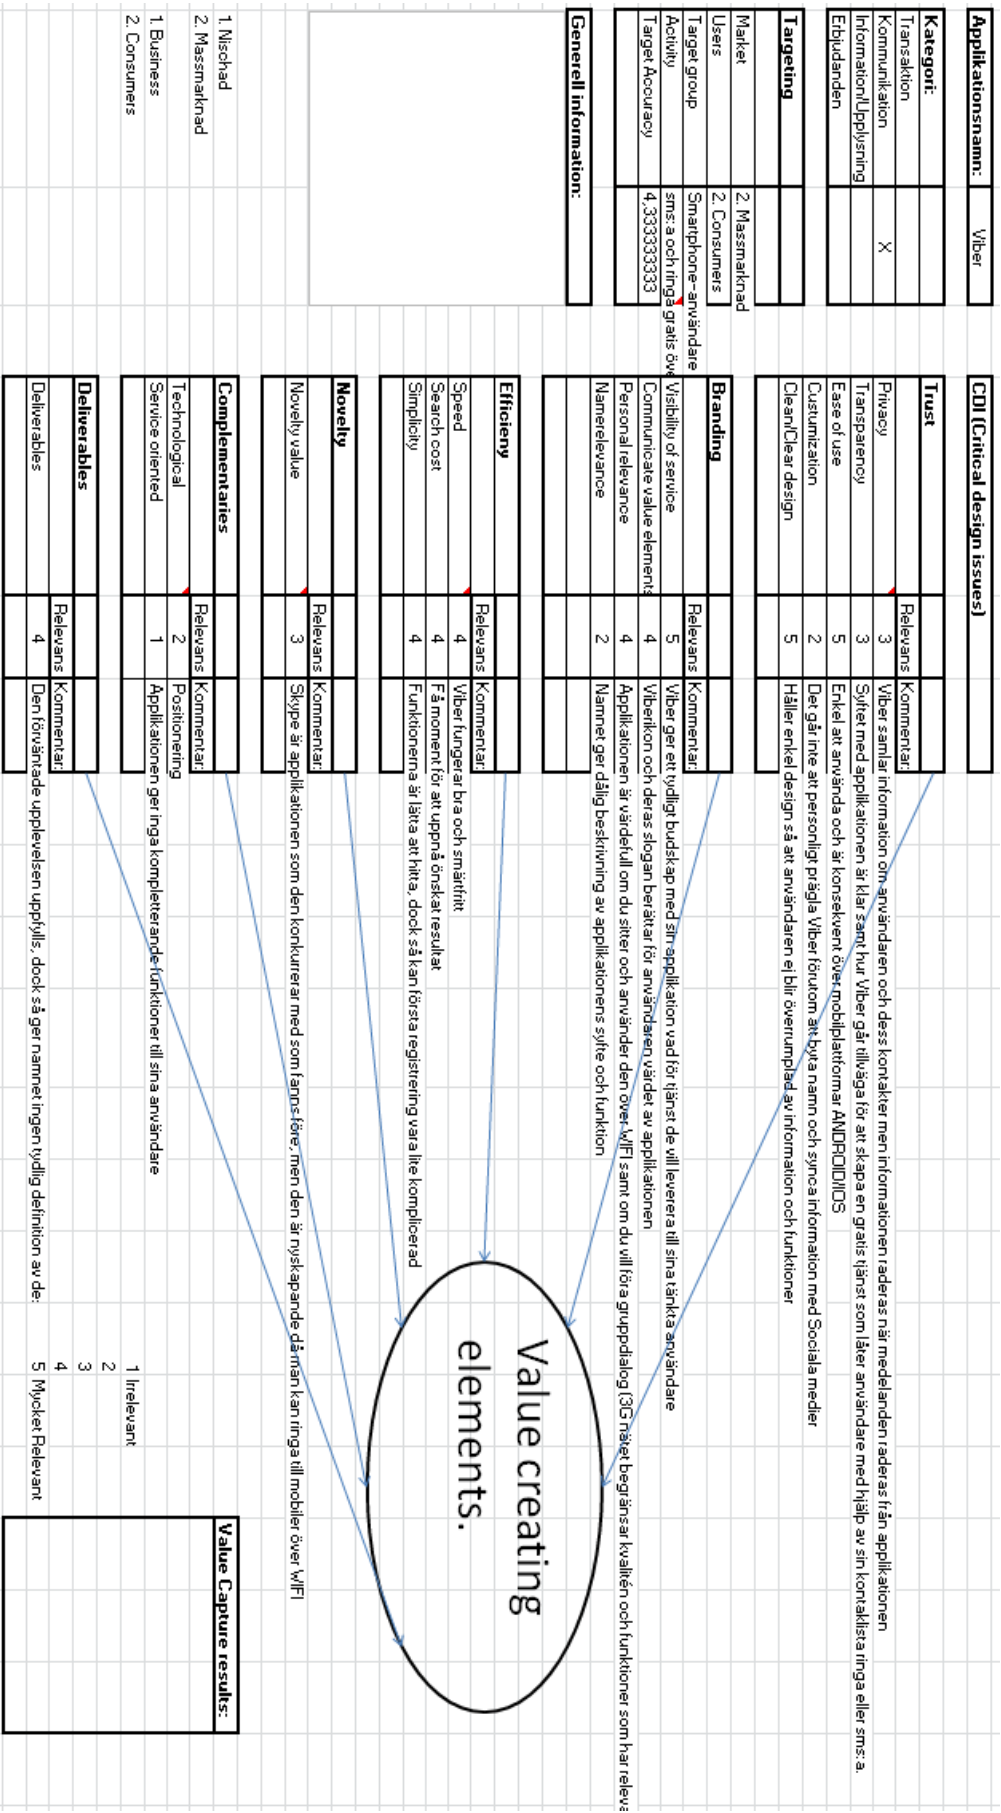 Applikationsnamn: Viber
Kategori:
Transaktion
Kommunikation X
Information/Upplysning
Erbjudanden
Targeting
Market 2. Massmarknad
Users 2. Consumers
Target group Smartphone-användare
Activity sms:a och ringa gratis öve
Target Accuracy 4,333333333
Generell information:
1. Nischad
2. Massmarknad
1. Business
2. Consumers
CDI (Critical design issues)
Trust
Relevans Kommentar:
Privacy 3 Viber samlar information om användaren och dess kontakter men informationen raderas när medelanden raderas från applikationen
Transparency 3 Syftet med applikationen är klar samt hur Viber går tillväga för att skapa en gratis tjänst som låter användare med hjälp av sin kontaklista ringa eller sms:a.
Ease of use 5 Enkel att använda och är konsekvent över mobilplattformar ANDROID/IOS
Custumization 2 Det går inte att personligt prägla Viber förutom att byta namn och synca information med Sociala medier
Clean/Clear design 5 Håller enkel design så att användaren ej blir överrumplad av information och funktioner
Branding
Relevans Kommentar:
Visibility of service 5 Viber ger ett tydligt budskap med sin applikation vad för tjänst de vill leverera till sina tänkta användare
Communicate value elements 4 Viberikon och deras slogan berättar för användaren värdet av applikationen
Personal relevance 4 Applikationen är värdefull om du sitter och använder den över WIFI samt om du vill föra gruppdialog (3G nätet begränsar kvalitén och funktioner som har releva
Namerelevance 2 Namnet ger dålig beskrivning av applikationens syfte och funktion
Efficieny
Relevans Kommentar:
Speed 4 Viber fungerar bra och smärtfritt
Search cost 4 Få moment för att uppnå önskat resultat
Simplicity 4 Funktionerna är lätta att hitta, dock så kan första registrering vara lite komplicerad
Novelty
Relevans Kommentar:
Novelty value 3 Skype är applikationen som den konkurrerar med som fanns före, men den är nyskapande då man kan ringa till mobiler över WIFI
Complementaries
Relevans Kommentar:
Technological 2 Positionering
Service oriented 1 Applikationen ger inga kompletterande funktioner till sina användare
Deliverables
Relevans Kommentar:
Deliverables 4 Den förväntade upplevelsen uppfylls, dock så ger namnet ingen tydlig definition av de:
Value creating
elements.
1 Irrelevant
2
3
4
5 Mycket Relevant
Value Capture results: